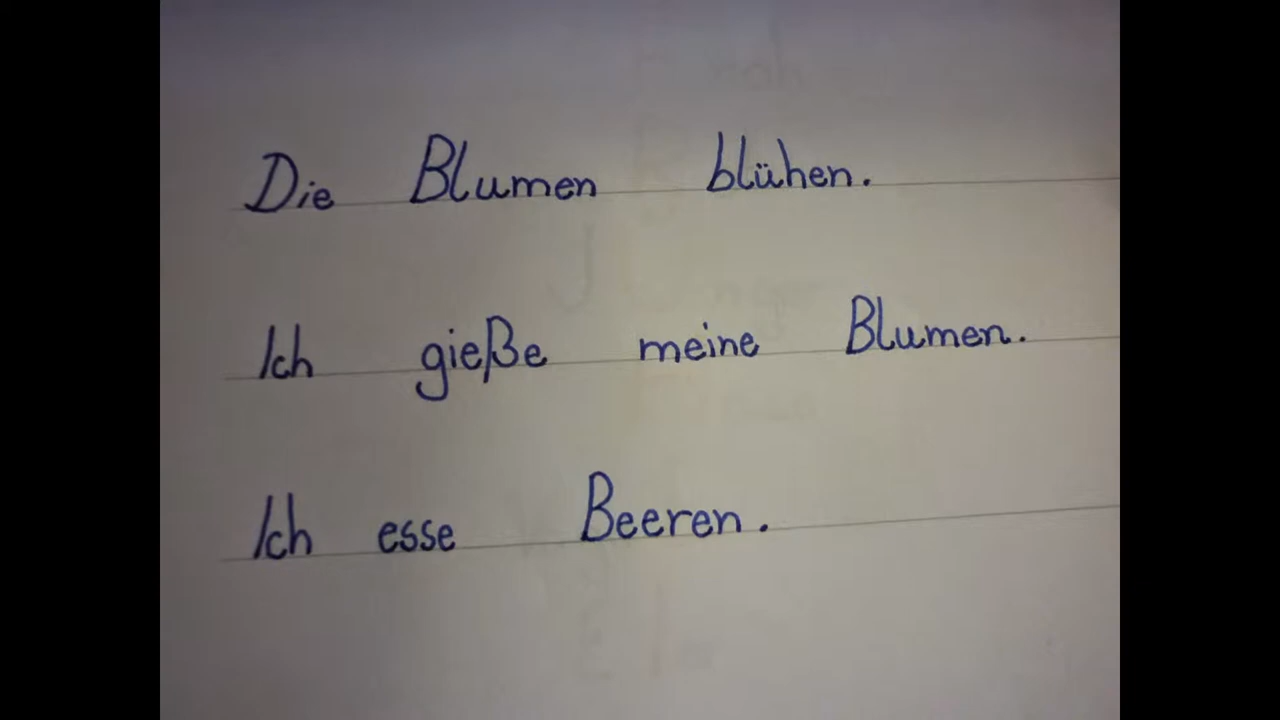 Die Blumen blühen.
Ich gieße meine Blumen.
Ich esse Beeren.